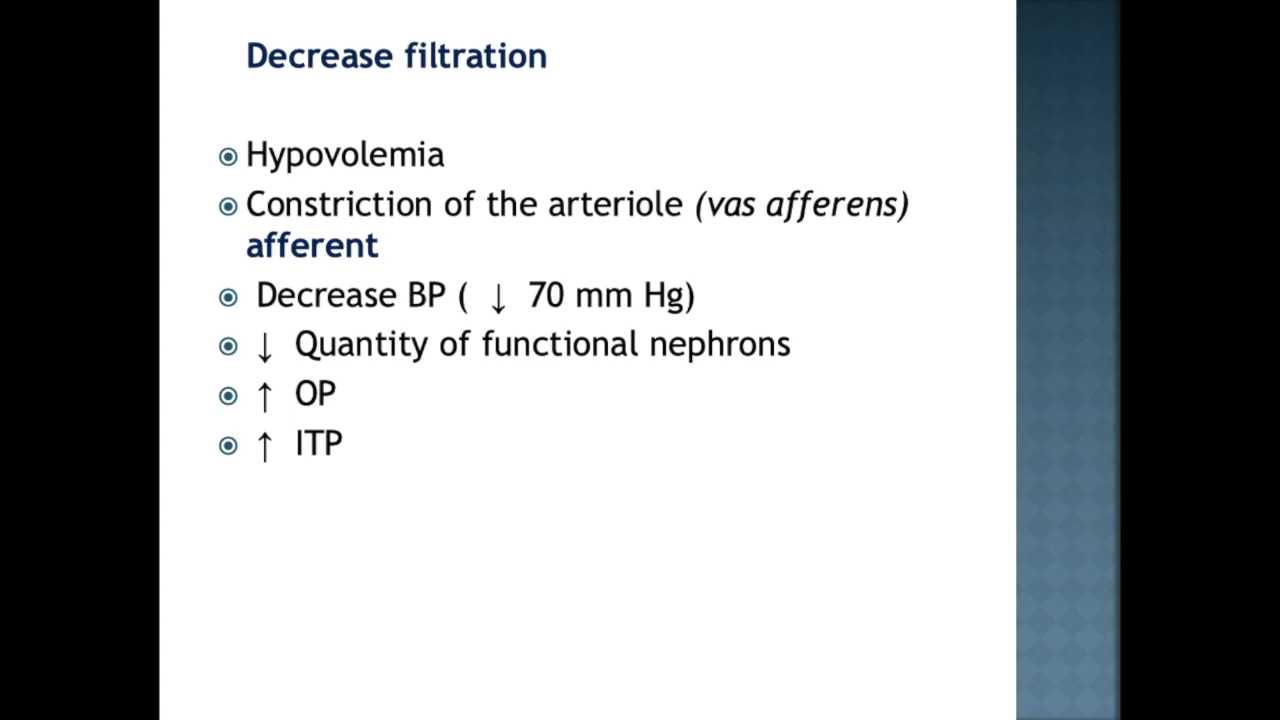 Decrease filtration
Hypovolemia
Constriction of the arteriole (vas afferens)
afferent
Decrease BP ( ↓ 70 mm Hg)
↓ Quantity of functional nephrons
↑ OP
↑ ITP